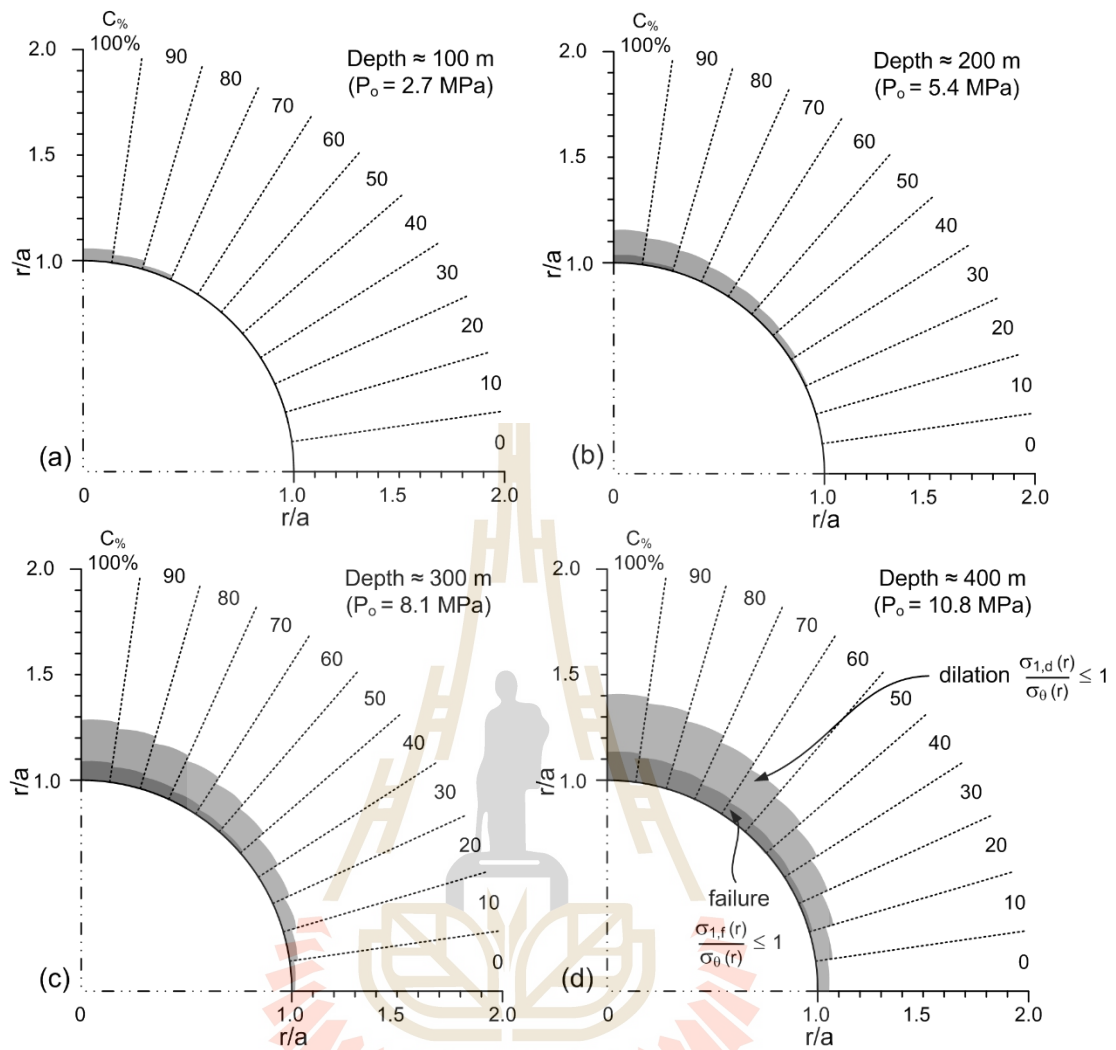 C%
100%
90
80
70
60
50
40
30
20
10
0
2.0
1.5
1.0
r/a
Depth ≈ 100 m
(Pₒ = 2.7 MPa)
(a)
0
1.0
1.5
2.0
r/a
C%
100%
90
80
70
60
50
40
30
20
10
0
2.0
1.5
1.0
r/a
Depth ≈ 200 m
(Pₒ = 5.4 MPa)
(b)
0
1.0
1.5
2.0
r/a
C%
100%
90
80
70
60
50
40
30
20
10
0
2.0
1.5
1.0
r/a
Depth ≈ 300 m
(Pₒ = 8.1 MPa)
(c)
0
1.0
1.5
2.0
r/a
C%
100%
90
80
70
60
50
40
30
20
10
0
2.0
1.5
1.0
r/a
Depth ≈ 400 m
(Pₒ = 10.8 MPa)
dilation σ1,d (r) / σθ (r) ≤ 1
failure
σ1,f (r) / σθ (r) ≤ 1
(d)
0
1.0
1.5
2.0
r/a